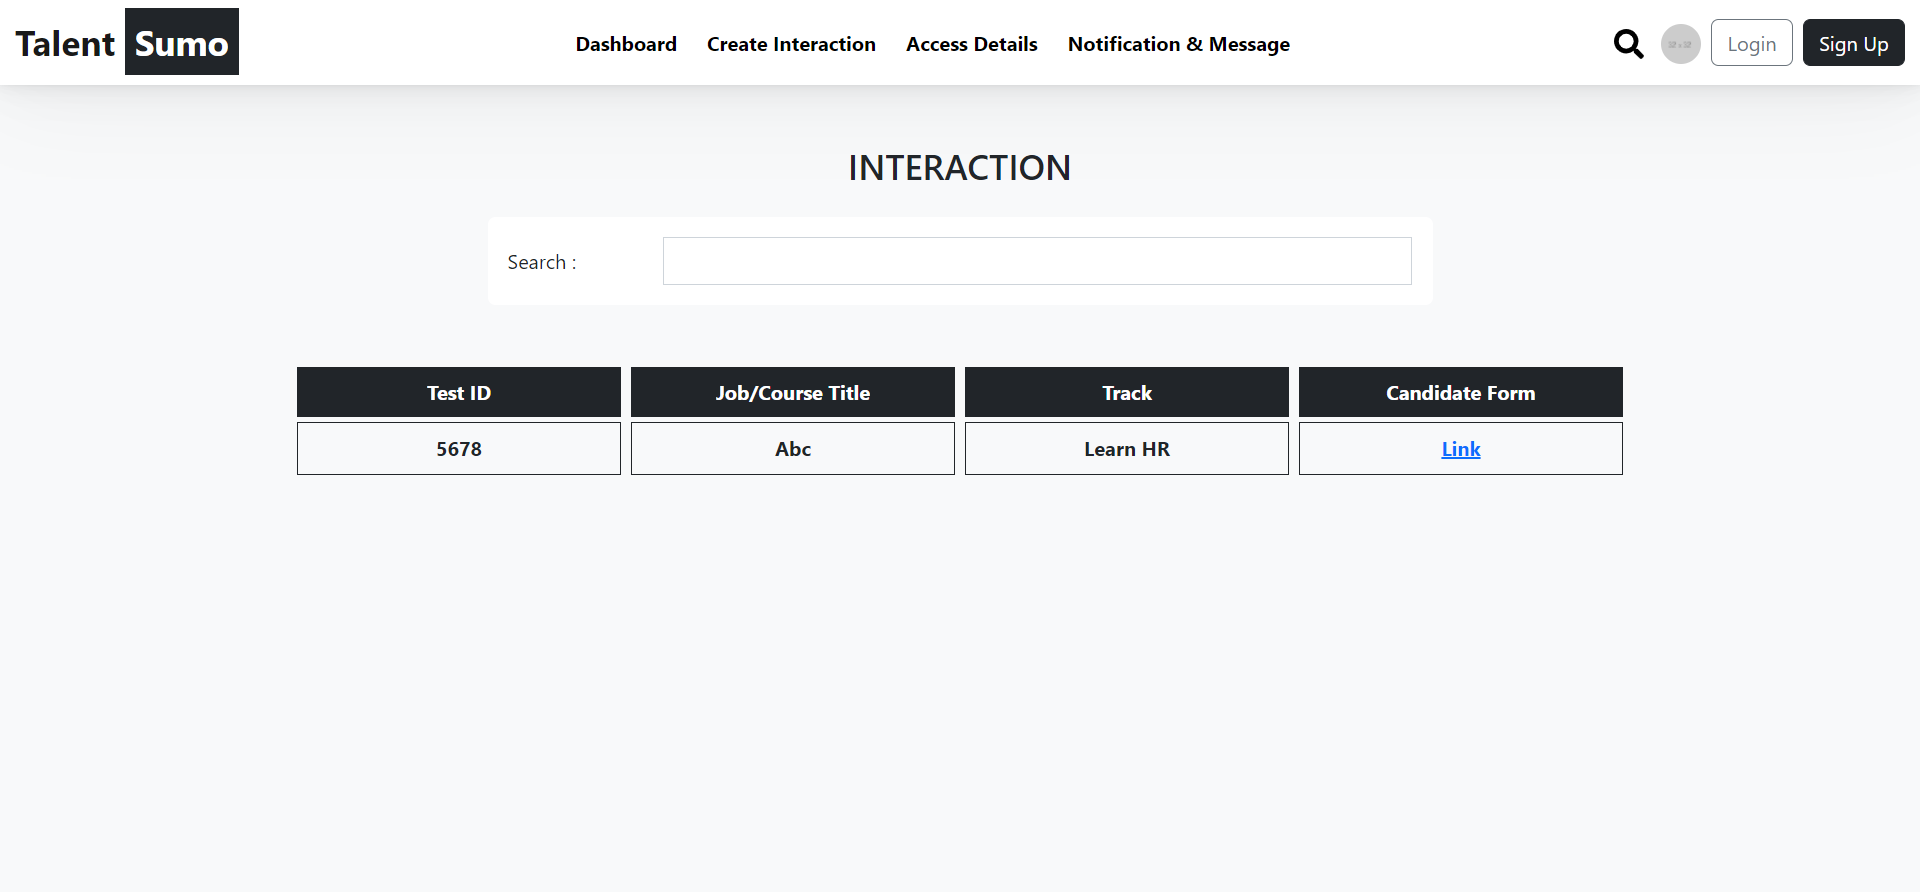 Talent Sumo
Dashboard Create Interaction Access Details Notification & Message
Login Sign Up
INTERACTION
Search :
Test ID Job/Course Title Track Candidate Form
5678 Abc Learn HR Link